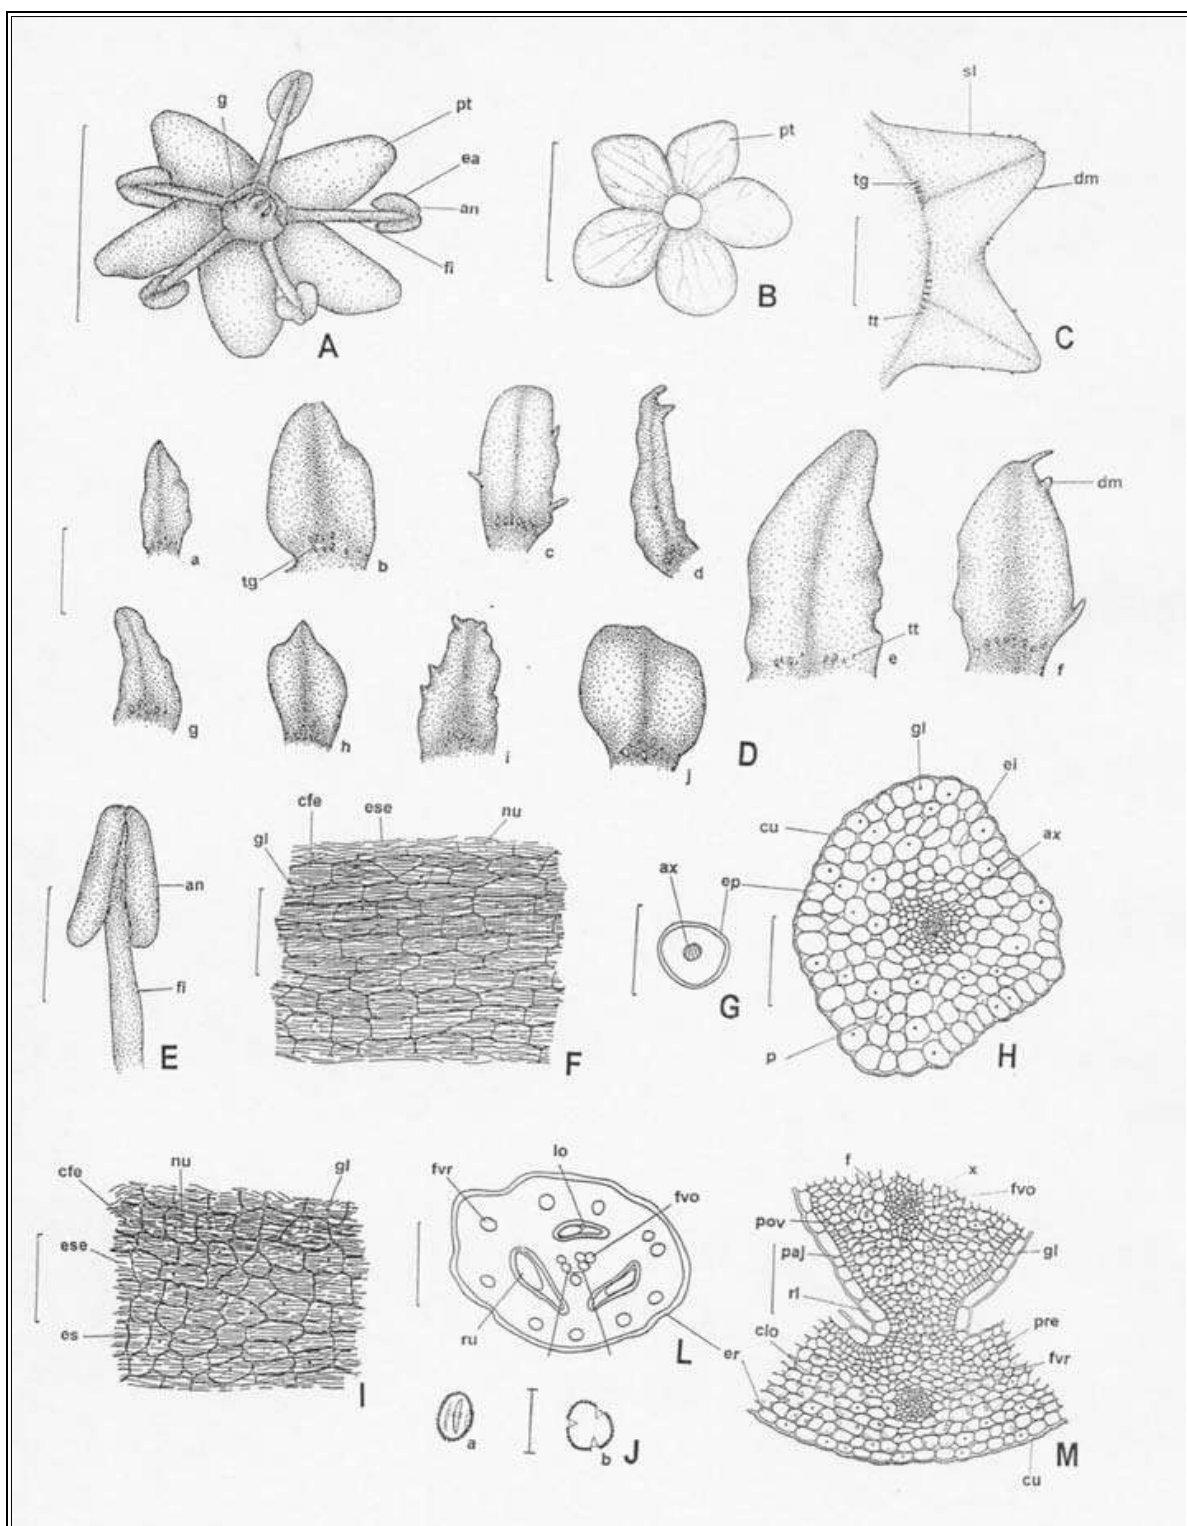 g
pt
ea
an
fi
A
pt
B
sl
tg
dm
tt
C
a
tg
b
c
d
e
tt
dm
f
g
h
i
j
D
an
fi
E
cfe
ese
nu
gl
F
ax
ep
G
gl
ei
cu
ax
p
H
cfe
nu
gl
ese
es
I
lo
fvr
fvo
ru
er
L
a
b
J
f
x
fvo
pov
paj
gl
rl
clo
pre
fvr
cu
M